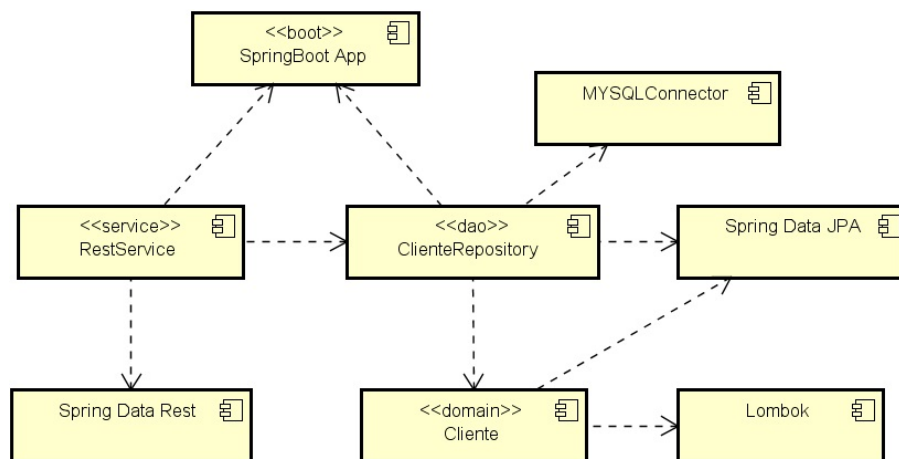 <<boot>>
SpringBoot App
MYSQLConnector
<<service>>
RestService
<<dao>>
ClienteRepository
Spring Data JPA
Spring Data Rest
<<domain>>
Cliente
Lombok